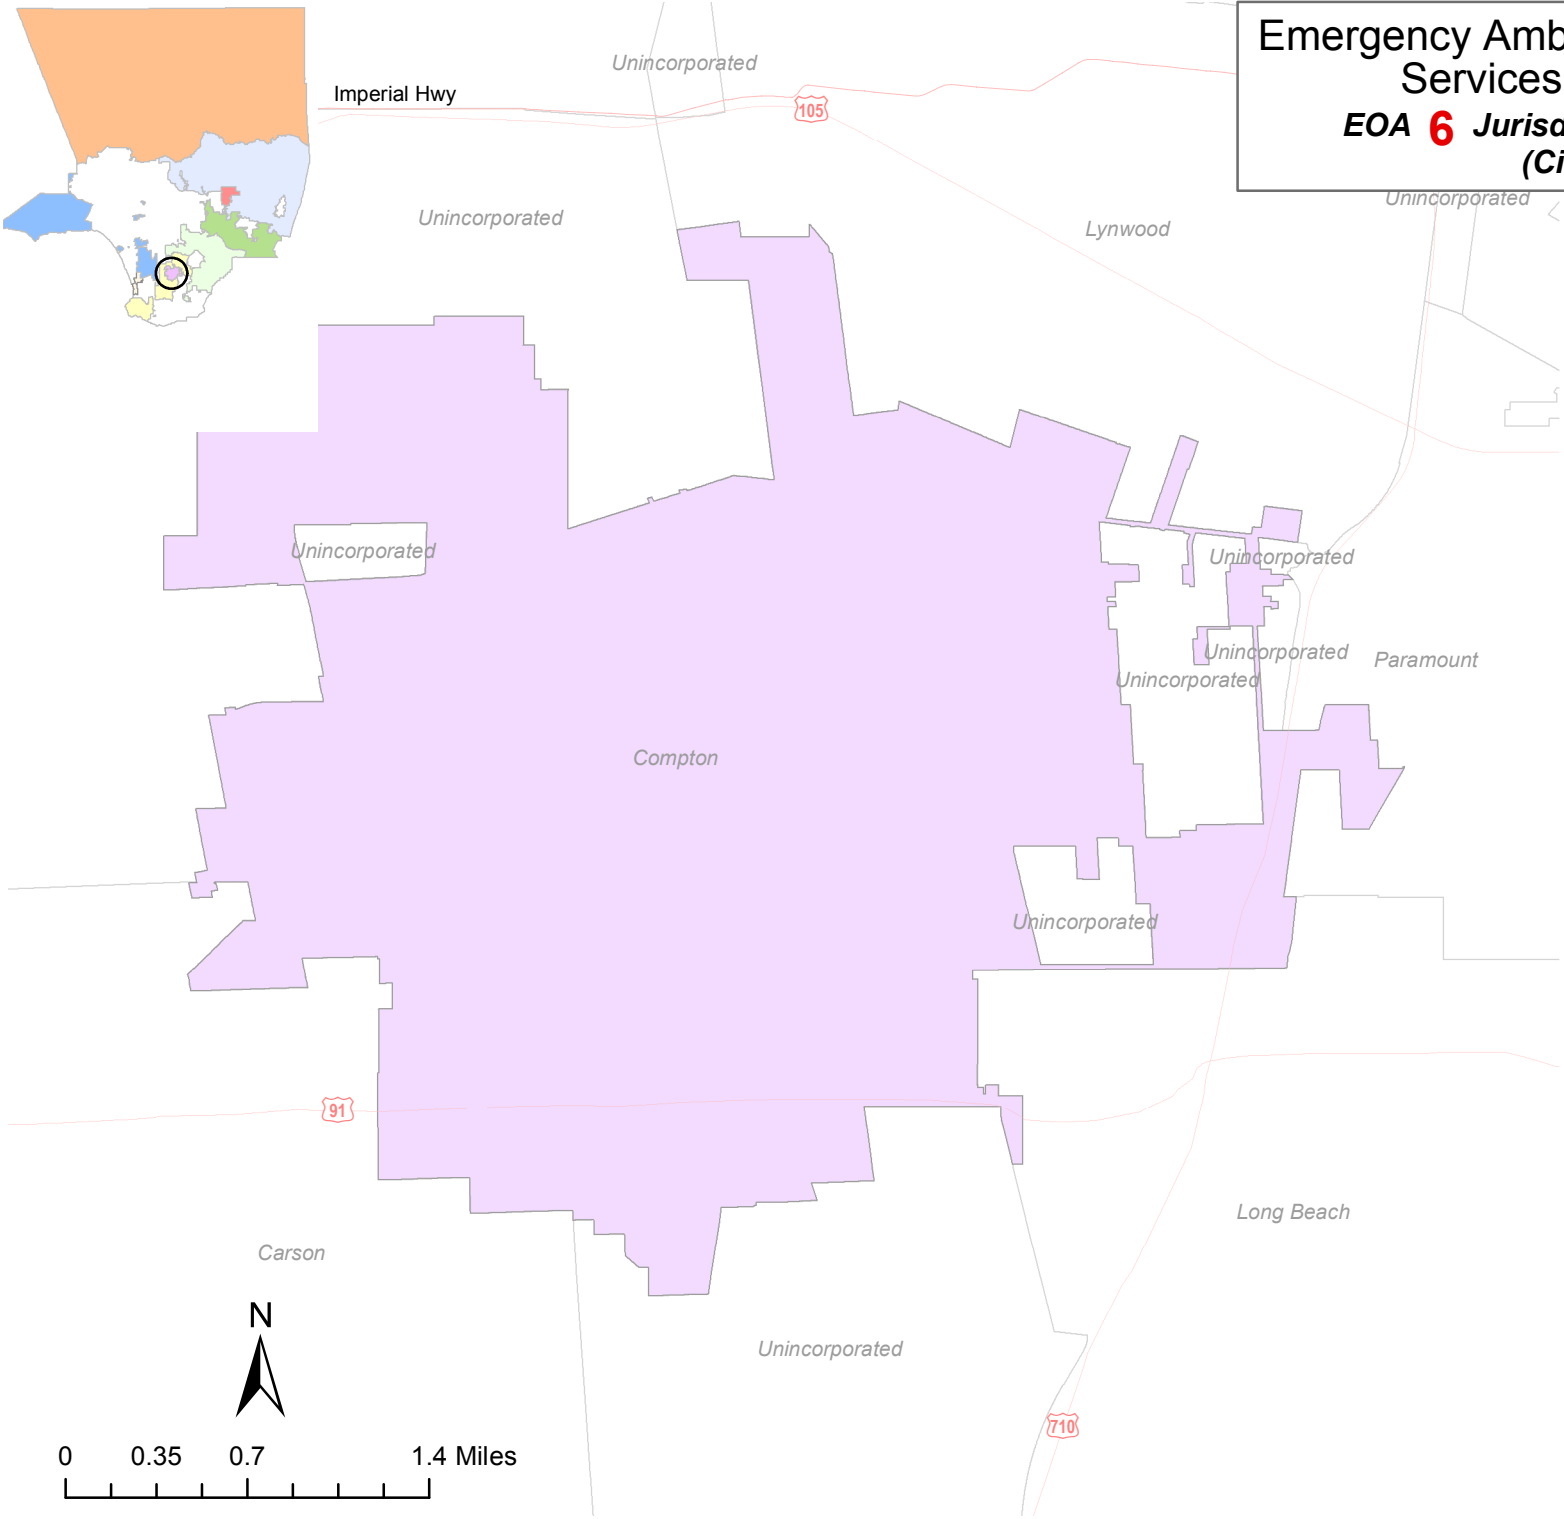 Emergency Amb
Services
EOA 6 Jurisd
(Ci
Unincorporated
Imperial Hwy
105
Unincorporated
Unincorporated
Lynwood
Unincorporated
Unincorporated
Unincorporated
Unincorporated
Paramount
Unincorporated
Compton
Unincorporated
91
Long Beach
Carson
N
Unincorporated
710
0 0.35 0.7 1.4 Miles